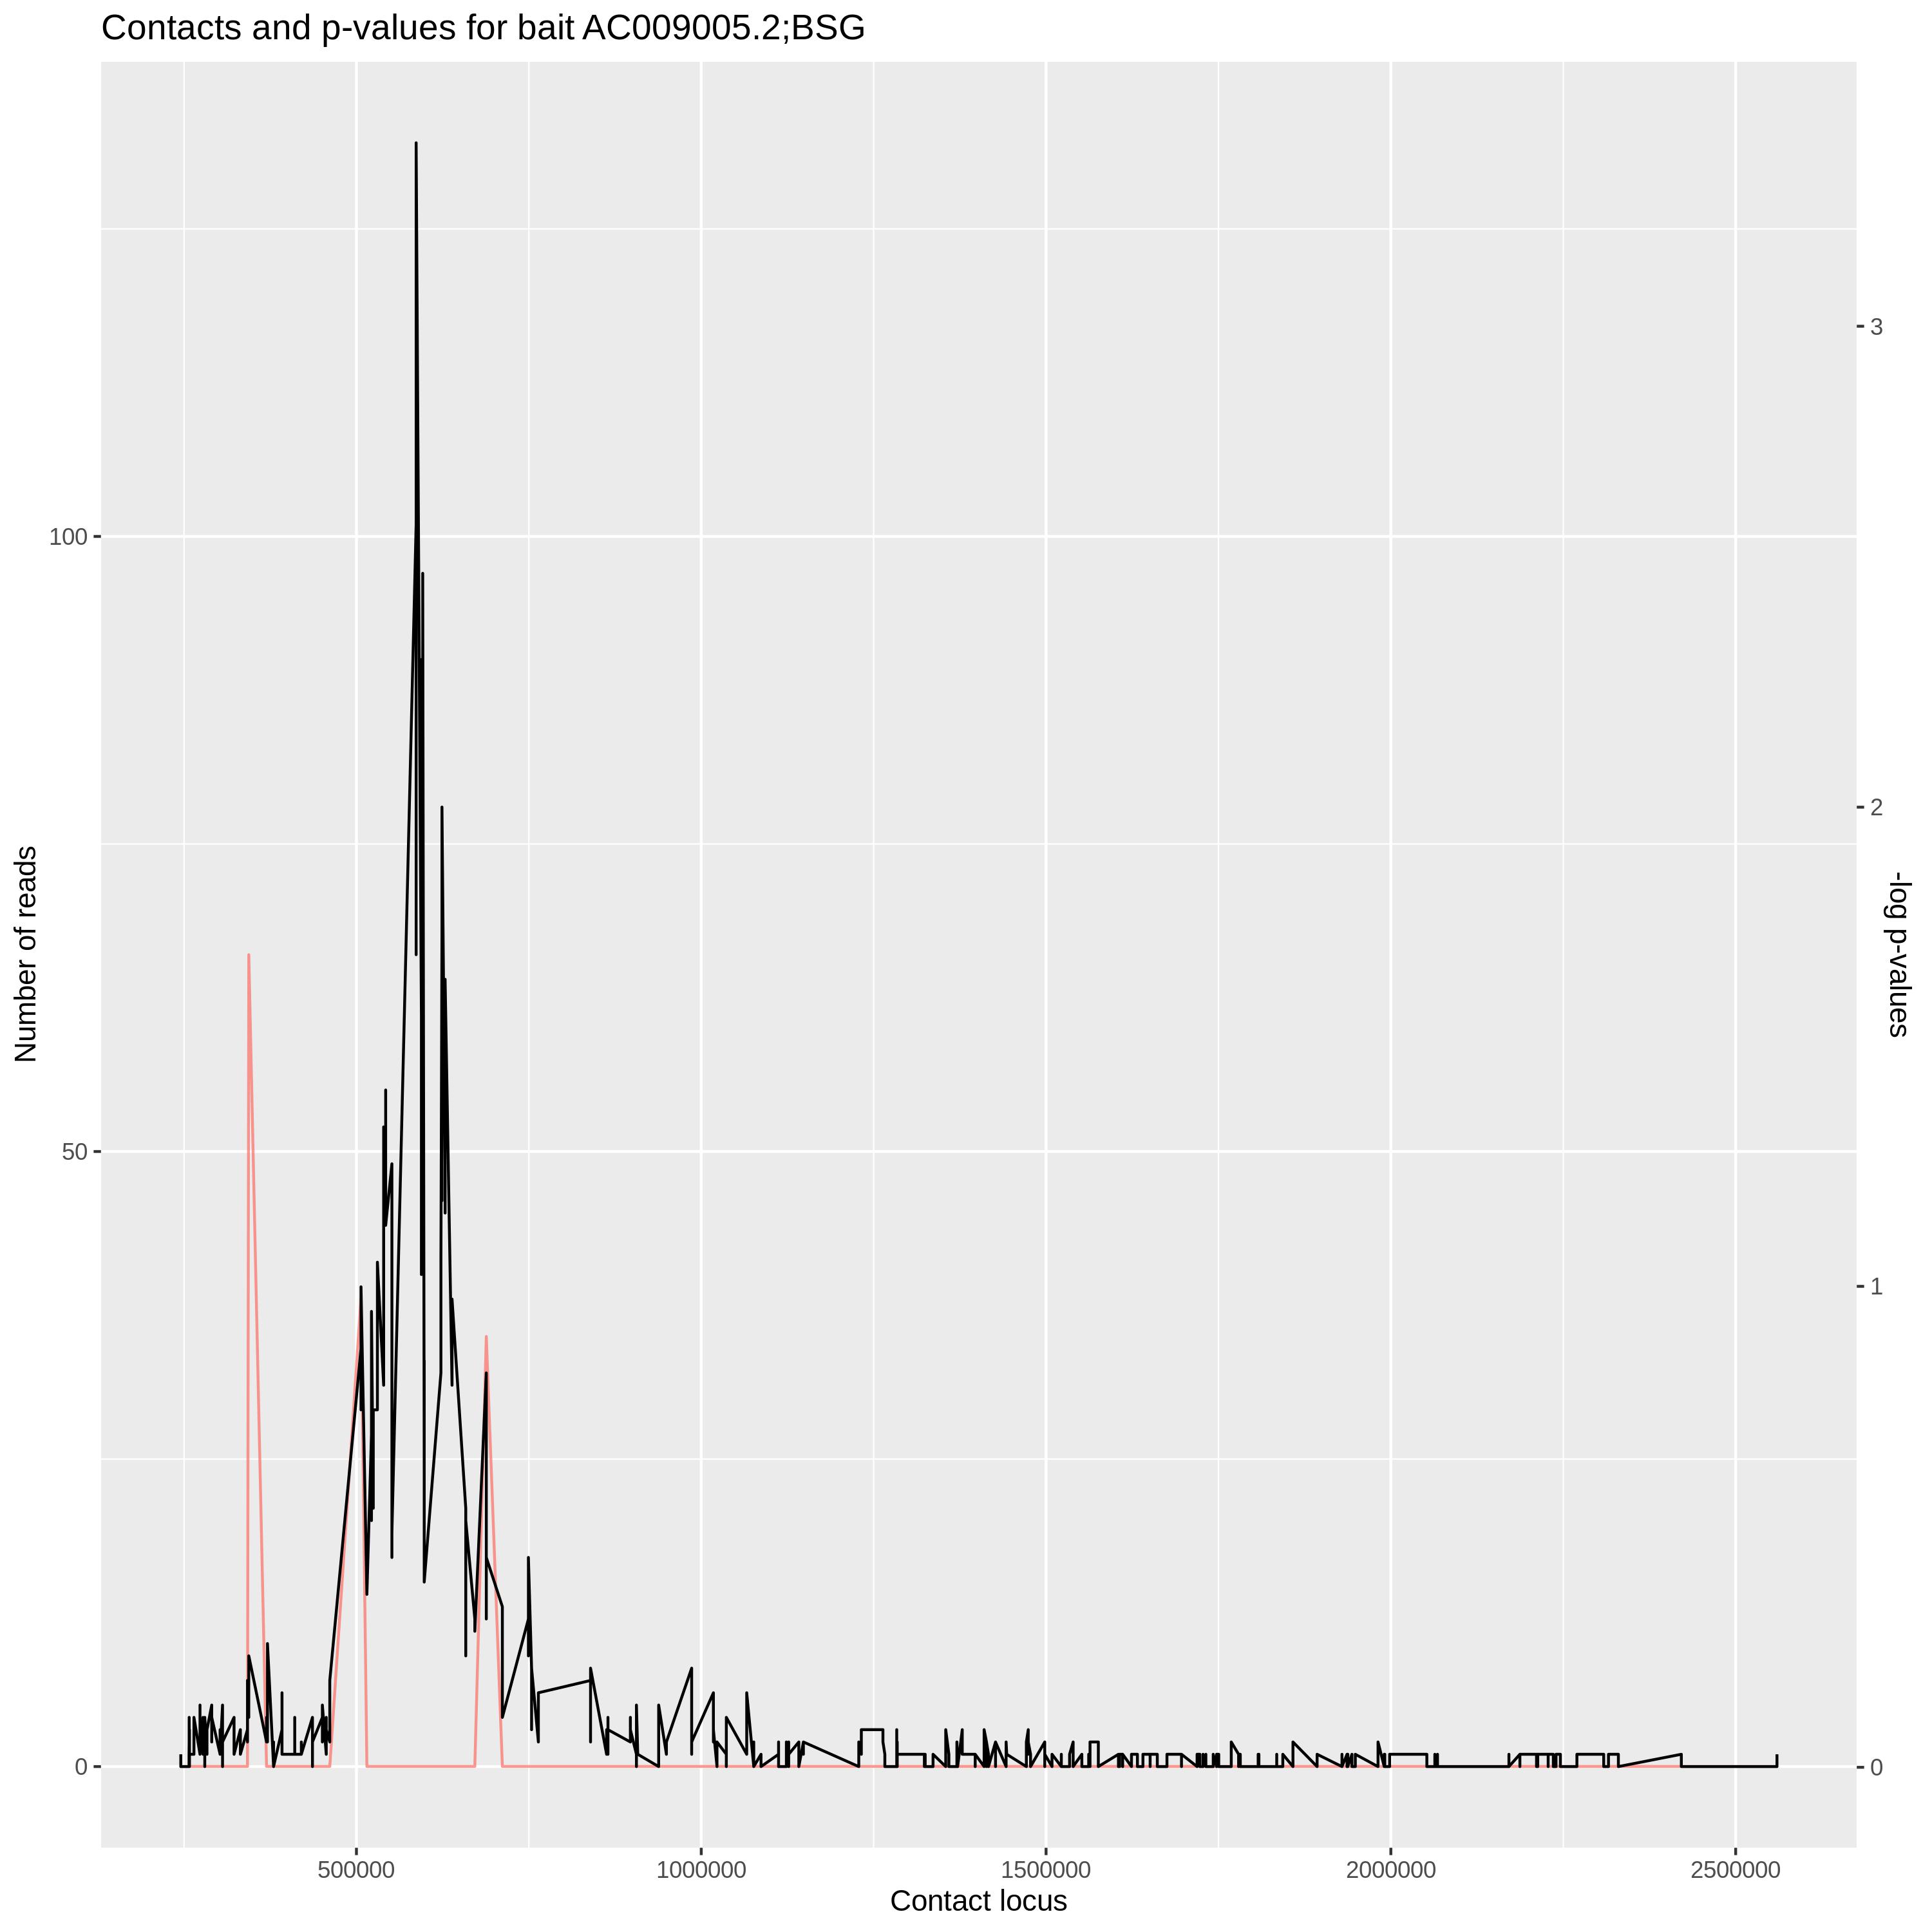 Contacts and p-values for bait AC009005.2;BSG
Number of reads
100
50
0
3
2
1
0
-log p-values
500000 1000000 1500000 2000000 2500000
Contact locus